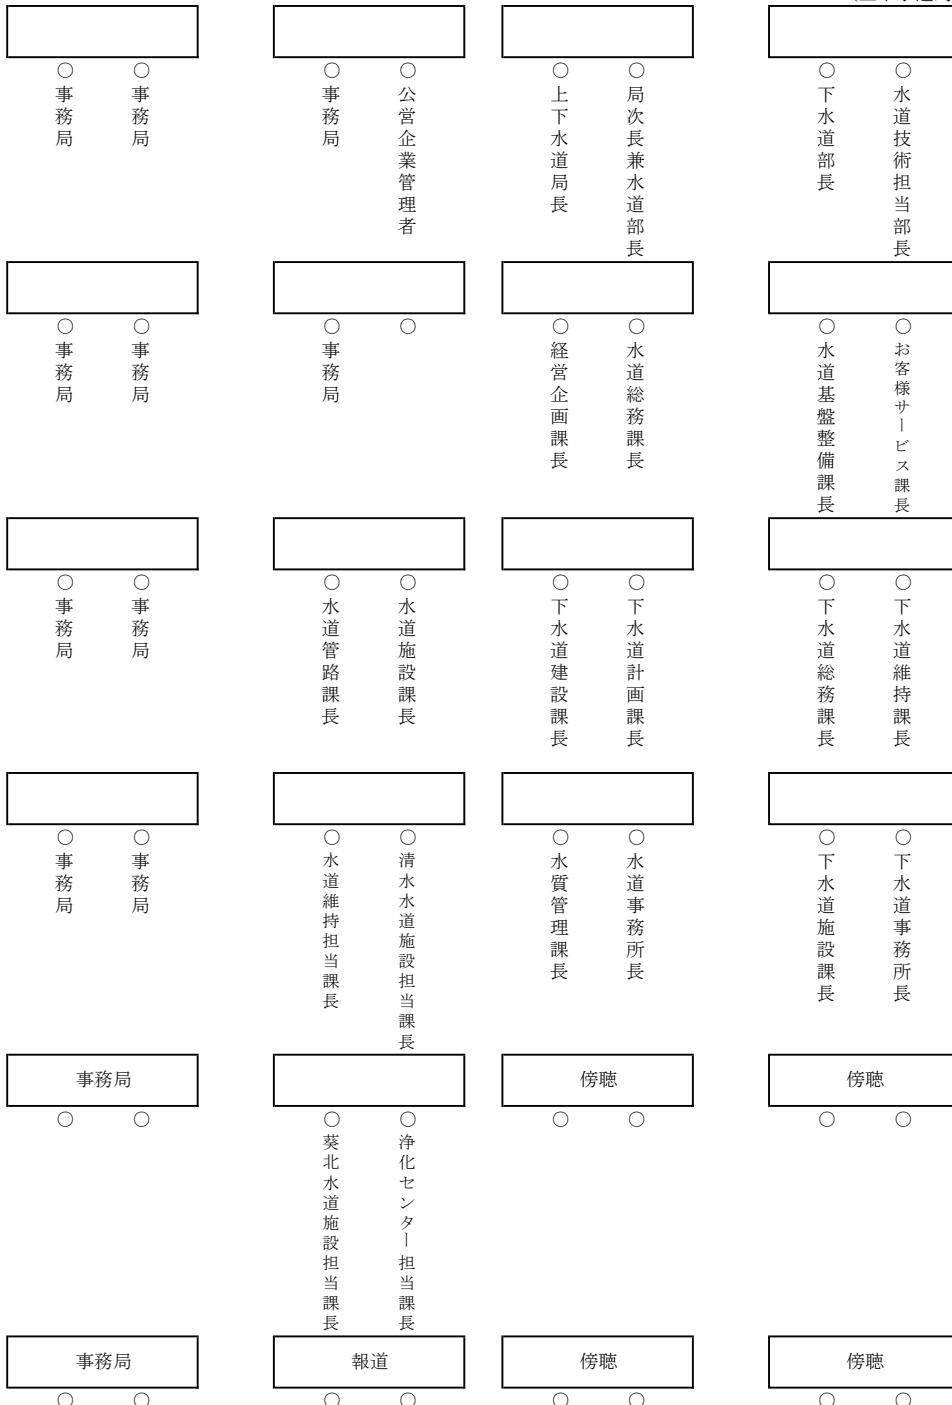 事務局
事務局
事務局
公営企業管理者
上下水道局長
局次長兼水道部長
下水道部長
水道技術担当部長
事務局
事務局
事務局
経営企画課長
水道総務課長
水道基盤整備課長
お客様サービス課長
事務局
事務局
水道管路課長
水道施設課長
下水道建設課長
下水道計画課長
下水道総務課長
下水道維持課長
事務局
事務局
水道維持担当課長
清水水道施設担当課長
水質管理課長
水道事務所長
下水道施設課長
下水道事務所長
事務局
傍聴
傍聴
葵北水道施設担当課長
浄化センター担当課長
事務局
報道
傍聴
傍聴